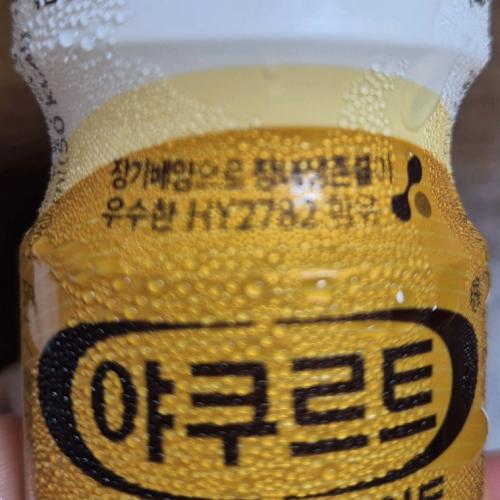 장기배양으로 장내생존률이
우수한 HY2782 함유
야쿠르트